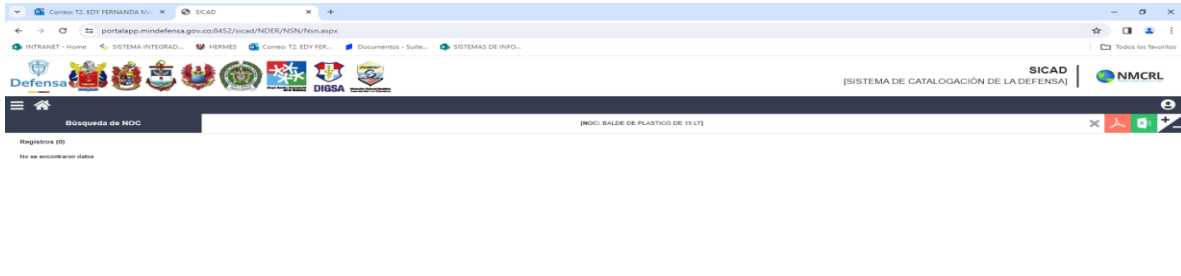 Correo: T2. EDY FERNANDA BA
SICAD
portalapp.mindefensa.gov.co:8452/sicad/NDER/NSN/Nsn.aspx
INTRANET - Home SISTEMA INTEGRAD... HERMES Correo: T2. EDY FER... Documentos - Suite... SISTEMAS DE INFO...
Todos los favoritos
Defensa
DIGSA
SICAD
[SISTEMA DE CATALOGACIÓN DE LA DEFENSA]
NMCRL
Búsqueda de NOC
[NOC: BALDE DE PLASTICO DE 15 LT]
Registros (0)
No se encontraron datos